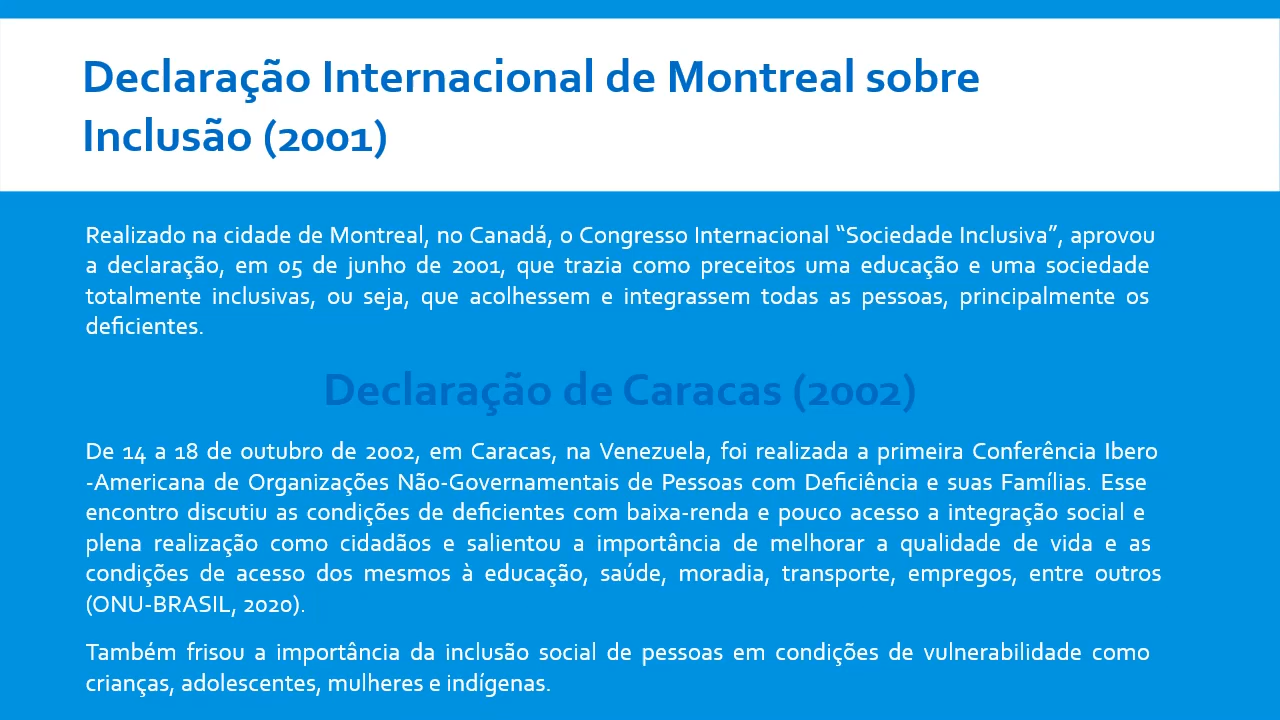 Declaração Internacional de Montreal sobre
Inclusão (2001)
Realizado na cidade de Montreal, no Canadá, o Congresso Internacional “Sociedade Inclusiva”, aprovou
a declaração, em 05 de junho de 2001, que trazia como preceitos uma educação e uma sociedade
totalmente inclusivas, ou seja, que acolhessem e integrassem todas as pessoas, principalmente os
deficientes.
Declaração de Caracas (2002)
De 14 a 18 de outubro de 2002, em Caracas, na Venezuela, foi realizada a primeira Conferência Ibero
-Americana de Organizações Não-Governamentais de Pessoas com Deficiência e suas Famílias. Esse
encontro discutiu as condições de deficientes com baixa-renda e pouco acesso a integração social e
plena realização como cidadãos e salientou a importância de melhorar a qualidade de vida e as
condições de acesso dos mesmos à educação, saúde, moradia, transporte, empregos, entre outros
(ONU-BRASIL, 2020).
Também frisou a importância da inclusão social de pessoas em condições de vulnerabilidade como
crianças, adolescentes, mulheres e indígenas.